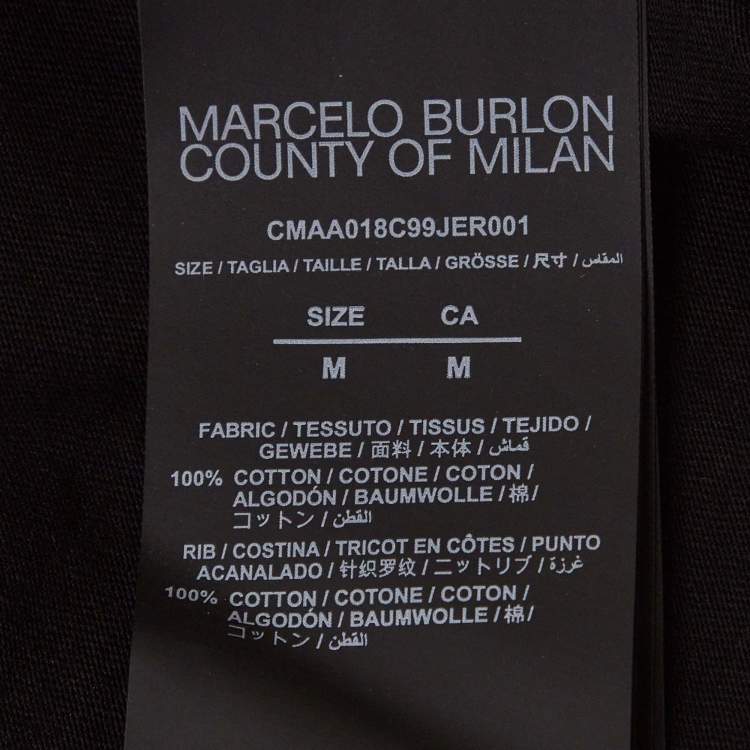 MARCELO BURLON
COUNTY OF MILAN
CMAA018C99JER001
SIZE / TAGLIA / TAILLE / TALLA / GRÖSSE / 尺寸 / المقاس
SIZE CA
M M
FABRIC / TESSUTO / TISSUS / TEJIDO /
GEWEBE / 面料 / 本体 / قماش
100% COTTON / COTONE / COTON /
ALGODÓN / BAUMWOLLE / 棉/
コットン / القطن
RIB / COSTINA / TRICOT EN CÔTES / PUNTO
ACANALADO / 针织罗纹 / ニットリブ / غرزة
100% COTTON / COTONE / COTON /
ALGODÓN / BAUMWOLLE / 棉/
コットン / القطن